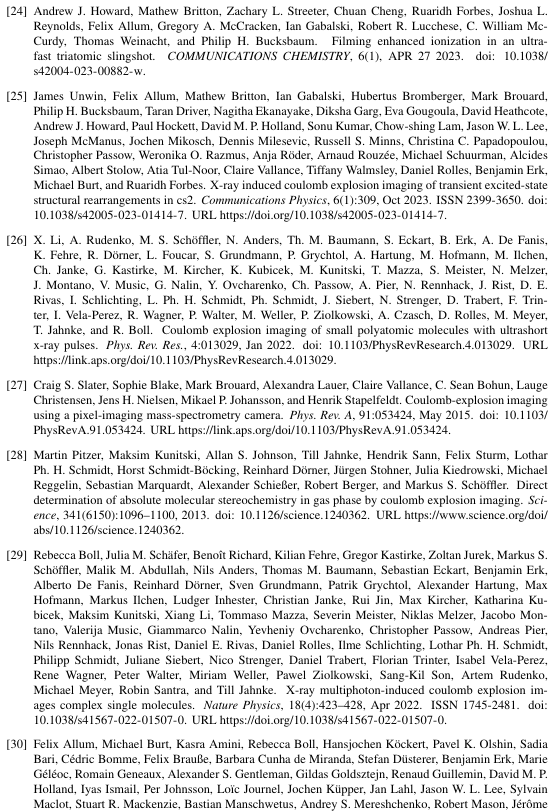 [24] Andrew J. Howard, Mathew Britton, Zachary L. Streeter, Chuan Cheng, Ruaridh Forbes, Joshua L.
Reynolds, Felix Allum, Gregory A. McCracken, Ian Gabalski, Robert R. Lucchese, C. William Mc-
Curdy, Thomas Weinacht, and Philip H. Bucksbaum. Filming enhanced ionization in an ultra-
fast triatomic slingshot. COMMUNICATIONS CHEMISTRY, 6(1), APR 27 2023. doi: 10.1038/
s42004-023-00882-w.
[25] James Unwin, Felix Allum, Mathew Britton, Ian Gabalski, Hubertus Bromberger, Mark Brouard,
Philip H. Bucksbaum, Taran Driver, Nagitha Ekanayake, Diksha Garg, Eva Gougoula, David Heathcote,
Andrew J. Howard, Paul Hockett, David M. P. Holland, Sonu Kumar, Chow-shing Lam, Jason W. L. Lee,
Joseph McManus, Jochen Mikosch, Dennis Milesevic, Russell S. Minns, Christina C. Papadopoulou,
Christopher Passow, Weronika O. Razmus, Anja Röder, Arnaud Rouzée, Michael Schuurman, Alcides
Simao, Albert Stolow, Atia Tul-Noor, Claire Vallance, Tiffany Walmsley, Daniel Rolles, Benjamin Erk,
Michael Burt, and Ruaridh Forbes. X-ray induced coulomb explosion imaging of transient excited-state
structural rearrangements in cs2. Communications Physics, 6(1):309, Oct 2023. ISSN 2399-3650. doi:
10.1038/s42005-023-01414-7. URL https://doi.org/10.1038/s42005-023-01414-7.
[26] X. Li, A. Rudenko, M. S. Schöffler, N. Anders, Th. M. Baumann, S. Eckart, B. Erk, A. De Fanis,
K. Fehre, R. Dörner, L. Foucar, S. Grundmann, P. Grychtol, A. Hartung, M. Hofmann, M. Ilchen,
Ch. Janke, G. Kastirke, M. Kircher, K. Kubicek, M. Kunitski, T. Mazza, S. Meister, N. Melzer,
J. Montano, V. Music, G. Nalin, Y. Ovcharenko, Ch. Passow, A. Pier, N. Rennhack, J. Rist, D. E.
Rivas, I. Schlichting, L. Ph. H. Schmidt, Ph. Schmidt, J. Siebert, N. Strenger, D. Trabert, F. Trin-
ter, I. Vela-Perez, R. Wagner, P. Walter, M. Weller, P. Ziolkowski, A. Czasch, D. Rolles, M. Meyer,
T. Jahnke, and R. Boll. Coulomb explosion imaging of small polyatomic molecules with ultrashort
x-ray pulses. Phys. Rev. Res., 4:013029, Jan 2022. doi: 10.1103/PhysRevResearch.4.013029. URL
https://link.aps.org/doi/10.1103/PhysRevResearch.4.013029.
[27] Craig S. Slater, Sophie Blake, Mark Brouard, Alexandra Lauer, Claire Vallance, C. Sean Bohun, Lauge
Christensen, Jens H. Nielsen, Mikael P. Johansson, and Henrik Stapelfeldt. Coulomb-explosion imaging
using a pixel-imaging mass-spectrometry camera. Phys. Rev. A, 91:053424, May 2015. doi: 10.1103/
PhysRevA.91.053424. URL https://link.aps.org/doi/10.1103/PhysRevA.91.053424.
[28] Martin Pitzer, Maksim Kunitski, Allan S. Johnson, Till Jahnke, Hendrik Sann, Felix Sturm, Lothar
Ph. H. Schmidt, Horst Schmidt-Böcking, Reinhard Dörner, Jürgen Stohner, Julia Kiedrowski, Michael
Reggelin, Sebastian Marquardt, Alexander Schießer, Robert Berger, and Markus S. Schöffler. Direct
determination of absolute molecular stereochemistry in gas phase by coulomb explosion imaging. Sci-
ence, 341(6150):1096–1100, 2013. doi: 10.1126/science.1240362. URL https://www.science.org/doi/
abs/10.1126/science.1240362.
[29] Rebecca Boll, Julia M. Schäfer, Benoît Richard, Kilian Fehre, Gregor Kastirke, Zoltan Jurek, Markus S.
Schöffler, Malik M. Abdullah, Nils Anders, Thomas M. Baumann, Sebastian Eckart, Benjamin Erk,
Alberto De Fanis, Reinhard Dörner, Sven Grundmann, Patrik Grychtol, Alexander Hartung, Max
Hofmann, Markus Ilchen, Ludger Inhester, Christian Janke, Rui Jin, Max Kircher, Katharina Ku-
bicek, Maksim Kunitski, Xiang Li, Tommaso Mazza, Severin Meister, Niklas Melzer, Jacobo Mon-
tano, Valerija Music, Giammarco Nalin, Yevheniy Ovcharenko, Christopher Passow, Andreas Pier,
Nils Rennhack, Jonas Rist, Daniel E. Rivas, Daniel Rolles, Ilme Schlichting, Lothar Ph. H. Schmidt,
Philipp Schmidt, Juliane Siebert, Nico Strenger, Daniel Trabert, Florian Trinter, Isabel Vela-Perez,
Rene Wagner, Peter Walter, Miriam Weller, Pawel Ziolkowski, Sang-Kil Son, Artem Rudenko,
Michael Meyer, Robin Santra, and Till Jahnke. X-ray multiphoton-induced coulomb explosion im-
ages complex single molecules. Nature Physics, 18(4):423–428, Apr 2022. ISSN 1745-2481. doi:
10.1038/s41567-022-01507-0. URL https://doi.org/10.1038/s41567-022-01507-0.
[30] Felix Allum, Michael Burt, Kasra Amini, Rebecca Boll, Hansjochen Köckert, Pavel K. Olshin, Sadia
Bari, Cédric Bomme, Felix Brauße, Barbara Cunha de Miranda, Stefan Düsterer, Benjamin Erk, Marie
Géléoc, Romain Geneaux, Alexander S. Gentleman, Gildas Goldsztejn, Renaud Guillemin, David M. P.
Holland, Iyas Ismail, Per Johnsson, Loïc Journel, Jochen Küpper, Jan Lahl, Jason W. L. Lee, Sylvain
Maclot, Stuart R. Mackenzie, Bastian Manschwetus, Andrey S. Mereshchenko, Robert Mason, Jérôme